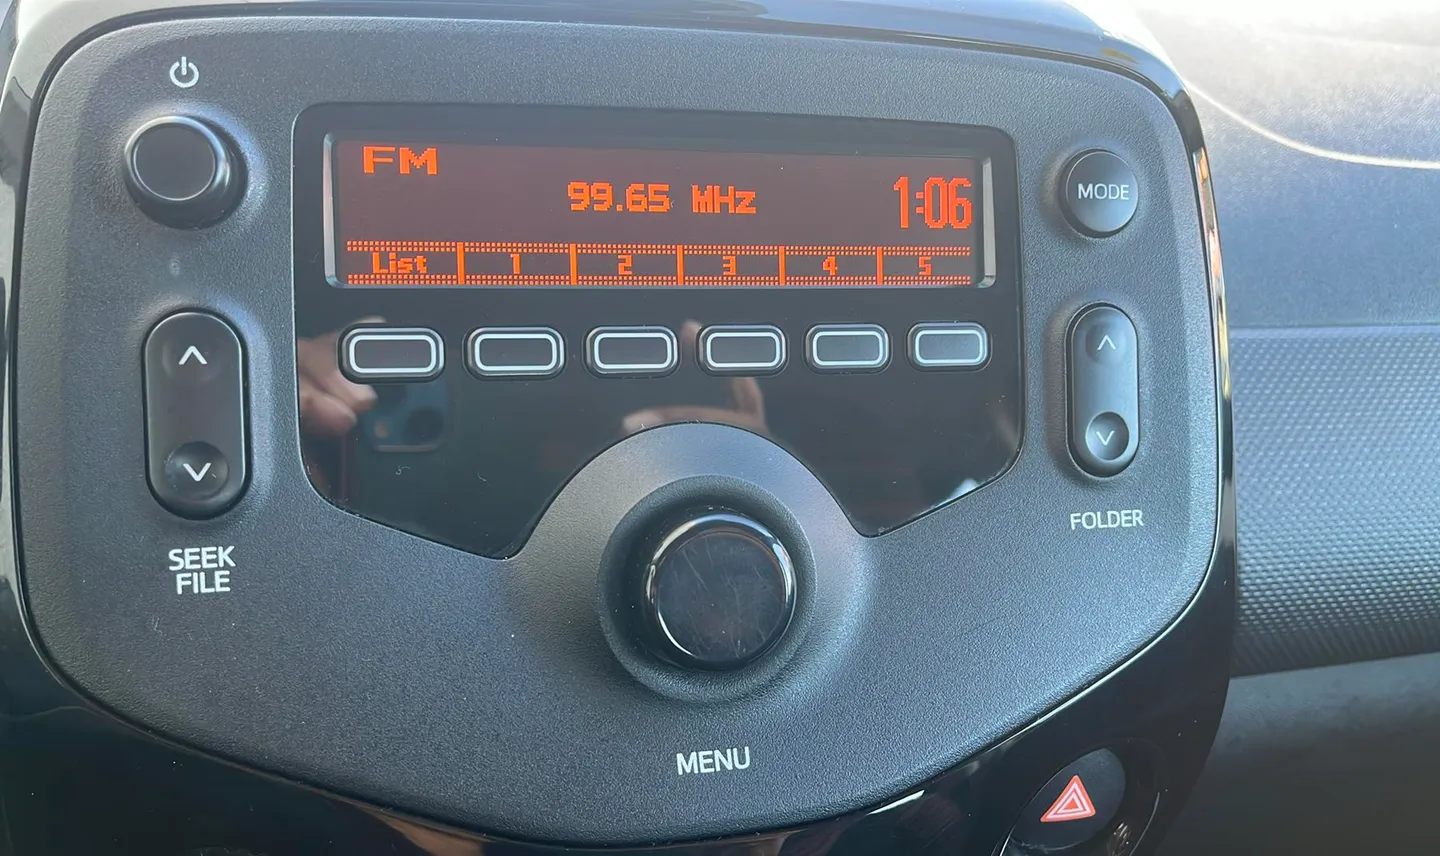 FM
99.65 MHz
1:06
List 1 2 3 4 5
MODE
SEEK
FILE
FOLDER
MENU